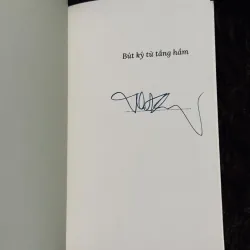 Bút ký từ tầng hầm